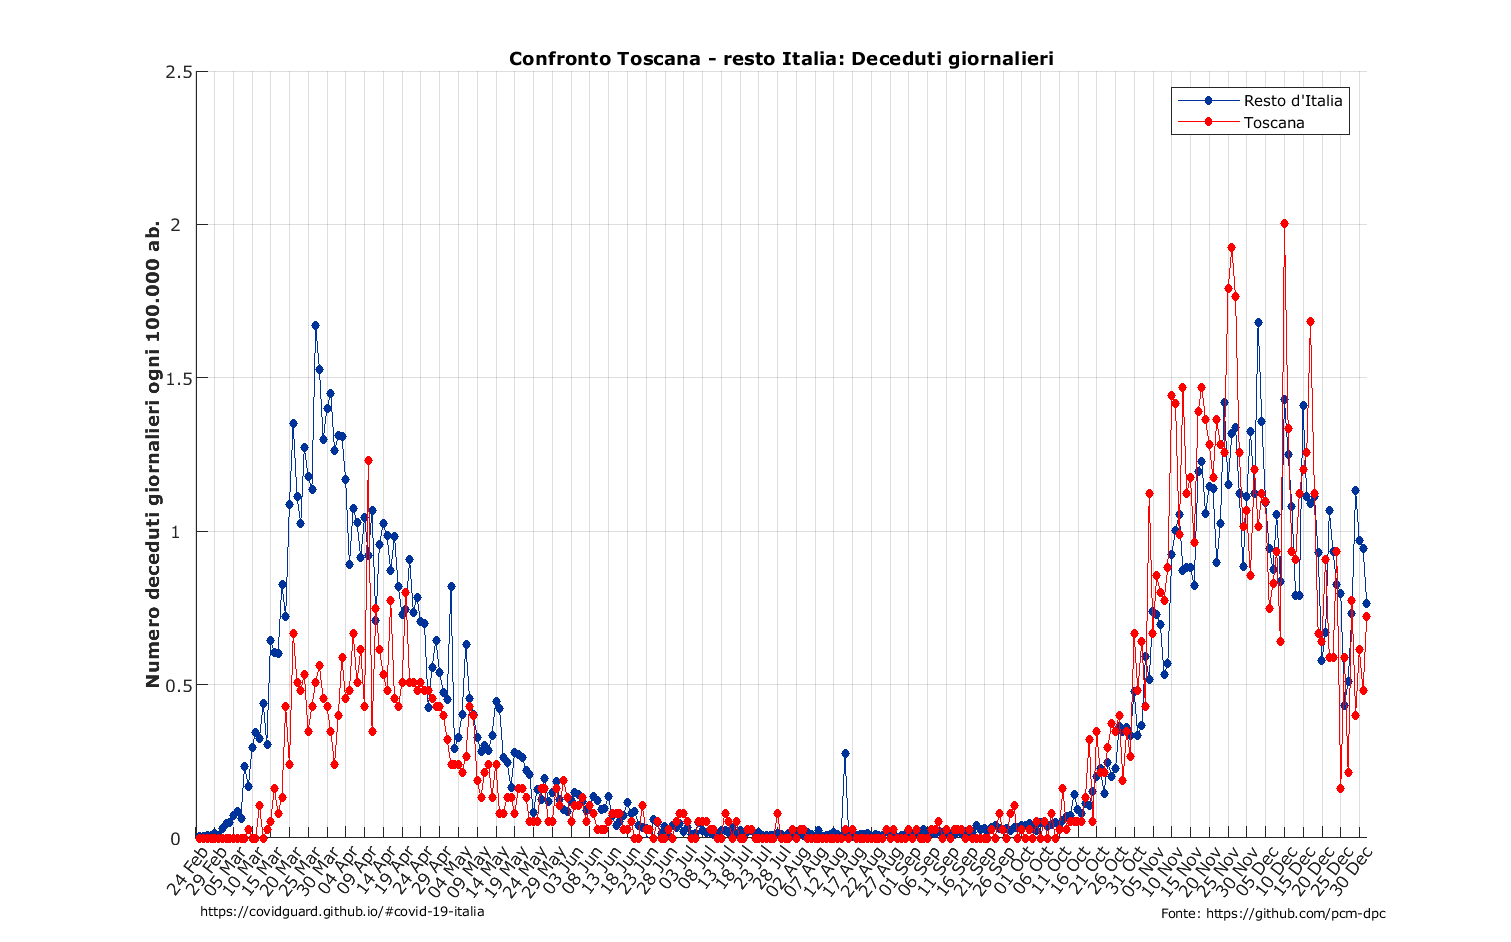 Confronto Toscana - resto Italia: Deceduti giornalieri
Resto d'Italia
Toscana
Numero deceduti giornalieri ogni 100.000 ab.
2.5
2
1.5
1
0.5
0
24 Feb
29 Feb
05 Mar
10 Mar
15 Mar
20 Mar
25 Mar
30 Mar
04 Apr
09 Apr
14 Apr
19 Apr
24 Apr
29 Apr
04 May
09 May
14 May
19 May
24 May
29 May
03 Jun
08 Jun
13 Jun
18 Jun
23 Jun
28 Jun
03 Jul
08 Jul
13 Jul
18 Jul
23 Jul
28 Jul
02 Aug
07 Aug
12 Aug
17 Aug
22 Aug
27 Aug
01 Sep
06 Sep
11 Sep
16 Sep
21 Sep
26 Sep
01 Oct
06 Oct
11 Oct
16 Oct
21 Oct
26 Oct
31 Oct
05 Nov
10 Nov
15 Nov
20 Nov
25 Nov
30 Nov
05 Dec
10 Dec
15 Dec
20 Dec
25 Dec
30 Dec
https://covidguard.github.io/#covid-19-italia
Fonte: https://github.com/pcm-dpc